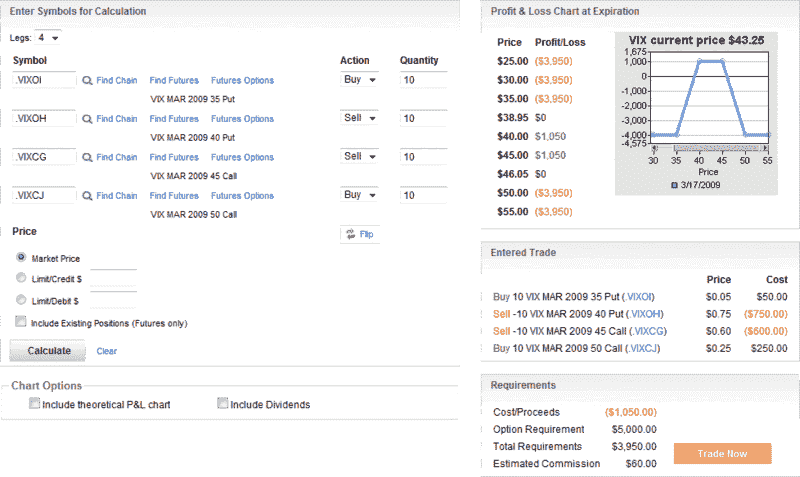 Enter Symbols for Calculation
Legs: 4
Symbol Action Quantity
.VIXOI Find Chain Find Futures Futures Options Buy 10
VIX MAR 2009 35 Put
.VIXOH Find Chain Find Futures Futures Options Sell 10
VIX MAR 2009 40 Put
.VIXCG Find Chain Find Futures Futures Options Sell 10
VIX MAR 2009 45 Call
.VIXCJ Find Chain Find Futures Futures Options Buy 10
VIX MAR 2009 50 Call
Price Flip
Market Price
Limit/Credit $
Limit/Debit $
Include Existing Positions (Futures only)
Calculate Clear
Chart Options
Include theoretical P&L chart Include Dividends
Profit & Loss Chart at Expiration
Price Profit/Loss
$25.00 ($3,950)
$30.00 ($3,950)
$35.00 ($3,950)
$38.95 $0
$40.00 $1,050
$45.00 $1,050
$46.05 $0
$50.00 ($3,950)
$55.00 ($3,950)
VIX current price $43.25
1,675
1,000
0
-1,000
-2,000
-3,000
-4,000
-4,575
30 35 40 45 50 55
Price
3/17/2009
Entered Trade
Price Cost
Buy 10 VIX MAR 2009 35 Put (.VIXOI) $0.05 $50.00
Sell -10 VIX MAR 2009 40 Put (.VIXOH) $0.75 ($750.00)
Sell -10 VIX MAR 2009 45 Call (.VIXCG) $0.60 ($600.00)
Buy 10 VIX MAR 2009 50 Call (.VIXCJ) $0.25 $250.00
Requirements
Cost/Proceeds ($1,050.00)
Option Requirement $5,000.00
Total Requirements $3,950.00
Estimated Commission $60.00
Trade Now